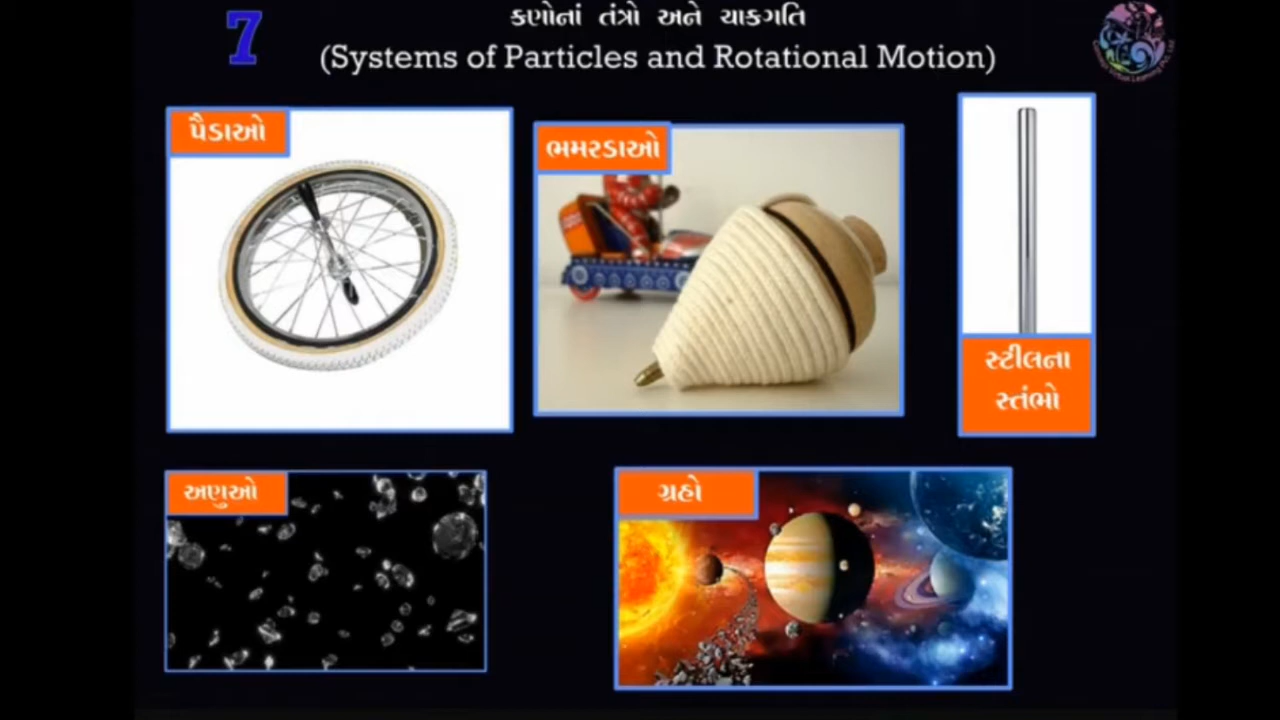 7
કણોનાં તંત્રો અને ચાકગતિ
(Systems of Particles and Rotational Motion)
પૈડાઓ
ભમરડાઓ
સ્ટીલના
સ્તંભો
અણુઓ
ગ્રહો